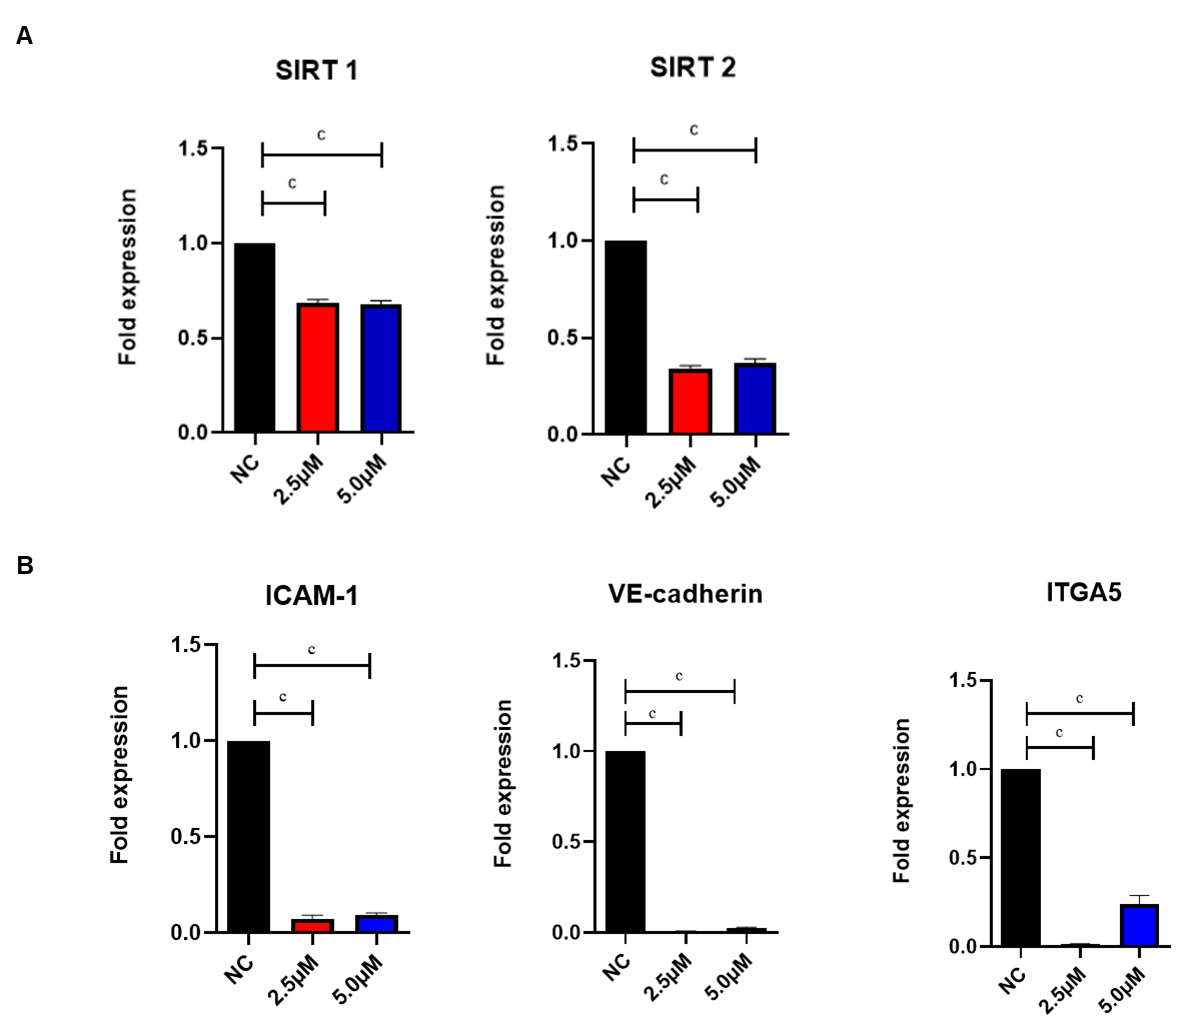 A
SIRT 1
Fold expression
1.5
1.0
0.5
0.0
c
c
NC
2.5µM
5.0µM
SIRT 2
Fold expression
1.5
1.0
0.5
0.0
c
c
NC
2.5µM
5.0µM
B
ICAM-1
Fold expression
1.5
1.0
0.5
0.0
c
c
NC
2.5µM
5.0µM
VE-cadherin
Fold expression
1.5
1.0
0.5
0.0
c
c
NC
2.5µM
5.0µM
ITGA5
Fold expression
1.5
1.0
0.5
0.0
c
c
NC
2.5µM
5.0µM